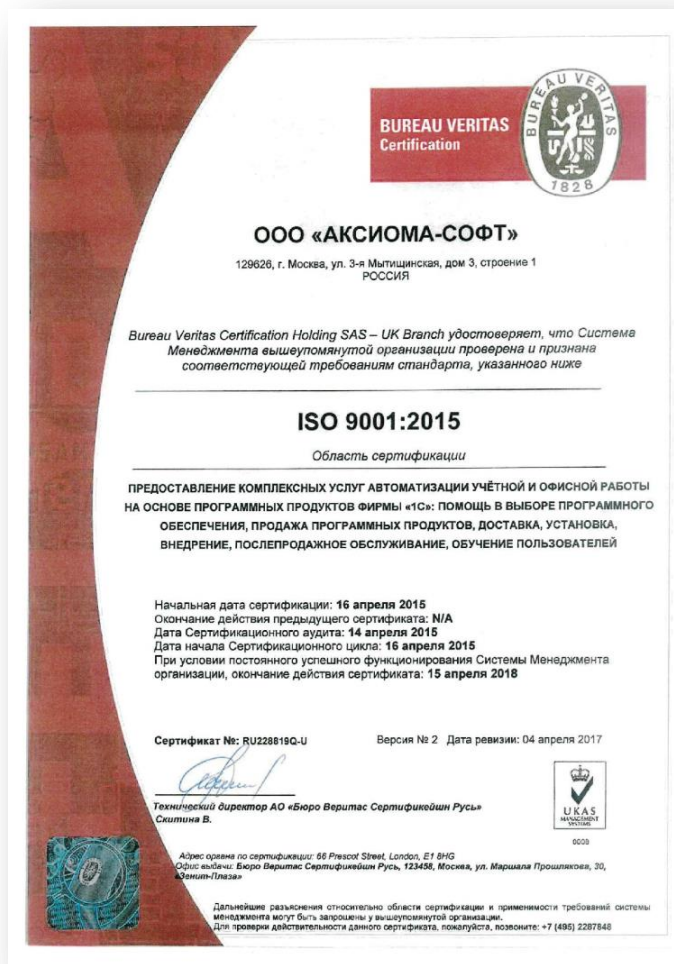 BUREAU VERITAS
Certification
BUREAU VERITAS
1828
ООО «АКСИОМА-СОФТ»
129626, г. Москва, ул. 3-я Мытищинская, дом 3, строение 1
РОССИЯ
Bureau Veritas Certification Holding SAS – UK Branch удостоверяет, что Система
Менеджмента вышеупомянутой организации проверена и признана
соответствующей требованиям стандарта, указанного ниже
ISO 9001:2015
Область сертификации
ПРЕДОСТАВЛЕНИЕ КОМПЛЕКСНЫХ УСЛУГ АВТОМАТИЗАЦИИ УЧЁТНОЙ И ОФИСНОЙ РАБОТЫ
НА ОСНОВЕ ПРОГРАММНЫХ ПРОДУКТОВ ФИРМЫ «1С»: ПОМОЩЬ В ВЫБОРЕ ПРОГРАММНОГО
ОБЕСПЕЧЕНИЯ, ПРОДАЖА ПРОГРАММНЫХ ПРОДУКТОВ, ДОСТАВКА, УСТАНОВКА,
ВНЕДРЕНИЕ, ПОСЛЕПРОДАЖНОЕ ОБСЛУЖИВАНИЕ, ОБУЧЕНИЕ ПОЛЬЗОВАТЕЛЕЙ
Начальная дата сертификации: 16 апреля 2015
Окончание действия предыдущего сертификата: N/A
Дата Сертификационного аудита: 14 апреля 2015
Дата начала Сертификационного цикла: 16 апреля 2015
При условии постоянного успешного функционирования Системы Менеджмента
организации, окончание действия сертификата: 15 апреля 2018
Сертификат №: RU228819Q-U Версия № 2 Дата ревизии: 04 апреля 2017
Технический директор АО «Бюро Веритас Сертификейшн Русь»
Скитина В.
UKAS
MANAGEMENT
SYSTEMS
0008
Адрес органа по сертификации: 66 Prescot Street, London, E1 8HG
Офис выдачи: Бюро Веритас Сертификейшн Русь, 123458, Москва, ул. Маршала Прошлякова, 30,
«Зенит-Плаза»
Дальнейшие разъяснения относительно области сертификации и применимости требований системы
менеджмента могут быть запрошены у вышеупомянутой организации.
Для проверки действительности данного сертификата, пожалуйста, позвоните: +7 (495) 2287848